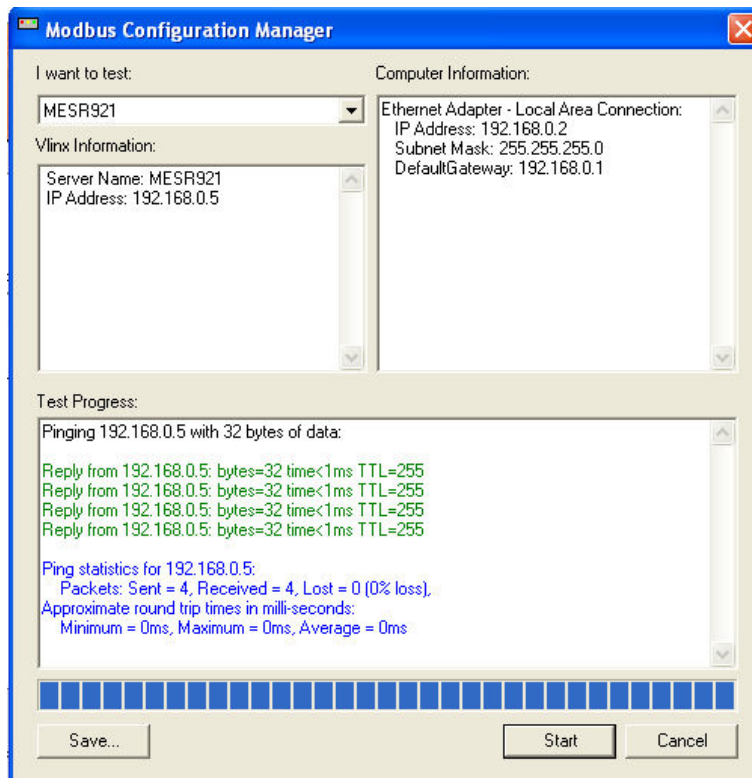 Modbus Configuration Manager
I want to test:
MESR921
Vlinx Information:
Server Name: MESR921
IP Address: 192.168.0.5
Computer Information:
Ethernet Adapter - Local Area Connection:
IP Address: 192.168.0.2
Subnet Mask: 255.255.255.0
DefaultGateway: 192.168.0.1
Test Progress:
Pinging 192.168.0.5 with 32 bytes of data:
Reply from 192.168.0.5: bytes=32 time<1ms TTL=255
Reply from 192.168.0.5: bytes=32 time<1ms TTL=255
Reply from 192.168.0.5: bytes=32 time<1ms TTL=255
Reply from 192.168.0.5: bytes=32 time<1ms TTL=255
Ping statistics for 192.168.0.5:
Packets: Sent = 4, Received = 4, Lost = 0 (0% loss),
Approximate round trip times in milli-seconds:
Minimum = 0ms, Maximum = 0ms, Average = 0ms
Save...
Start
Cancel